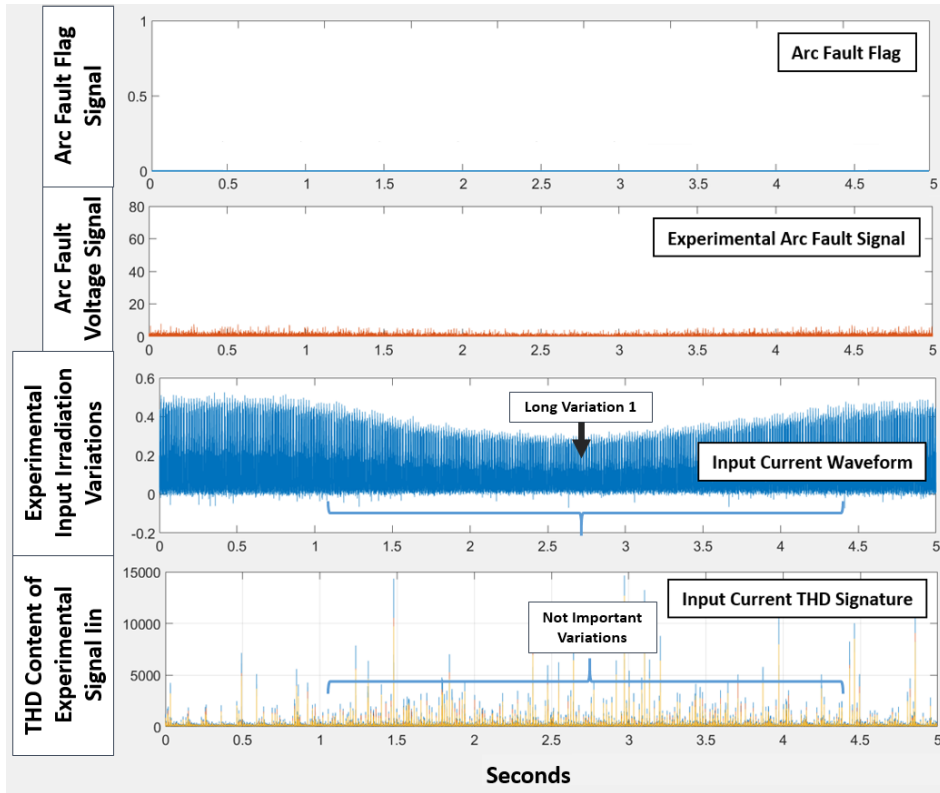 Arc Fault Flag
Signal
1
0.5
0
Arc Fault Flag
0 0.5 1 1.5 2 2.5 3 3.5 4 4.5 5
Arc Fault
Voltage Signal
80
60
40
20
0
Experimental Arc Fault Signal
0 0.5 1 1.5 2 2.5 3 3.5 4 4.5 5
Experimental
Input Irradiation
Variations
0.6
0.4
0.2
0
-0.2
Long Variation 1
Input Current Waveform
0 0.5 1 1.5 2 2.5 3 3.5 4 4.5 5
THD Content of
Experimental
Signal Iin
15000
10000
5000
0
Input Current THD Signature
Not Important
Variations
0 0.5 1 1.5 2 2.5 3 3.5 4 4.5 5
Seconds